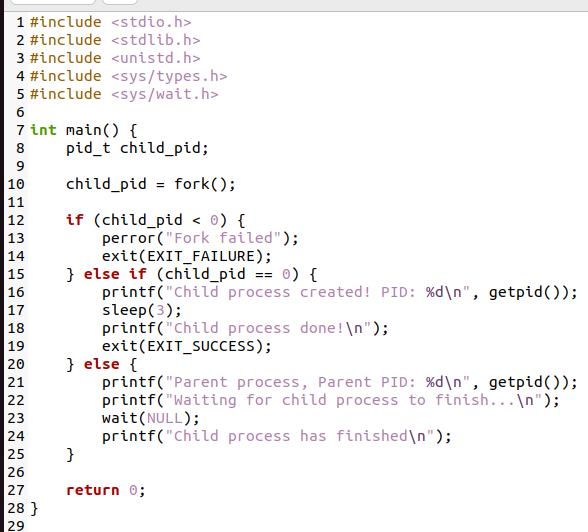 1 #include <stdio.h>
2 #include <stdlib.h>
3 #include <unistd.h>
4 #include <sys/types.h>
5 #include <sys/wait.h>
6
7 int main() {
8     pid_t child_pid;
9
10     child_pid = fork();
11
12     if (child_pid < 0) {
13         perror("Fork failed");
14         exit(EXIT_FAILURE);
15     } else if (child_pid == 0) {
16         printf("Child process created! PID: %d\n", getpid());
17         sleep(3);
18         printf("Child process done!\n");
19         exit(EXIT_SUCCESS);
20     } else {
21         printf("Parent process, Parent PID: %d\n", getpid());
22         printf("Waiting for child process to finish...\n");
23         wait(NULL);
24         printf("Child process has finished\n");
25     }
26
27     return 0;
28 }
29